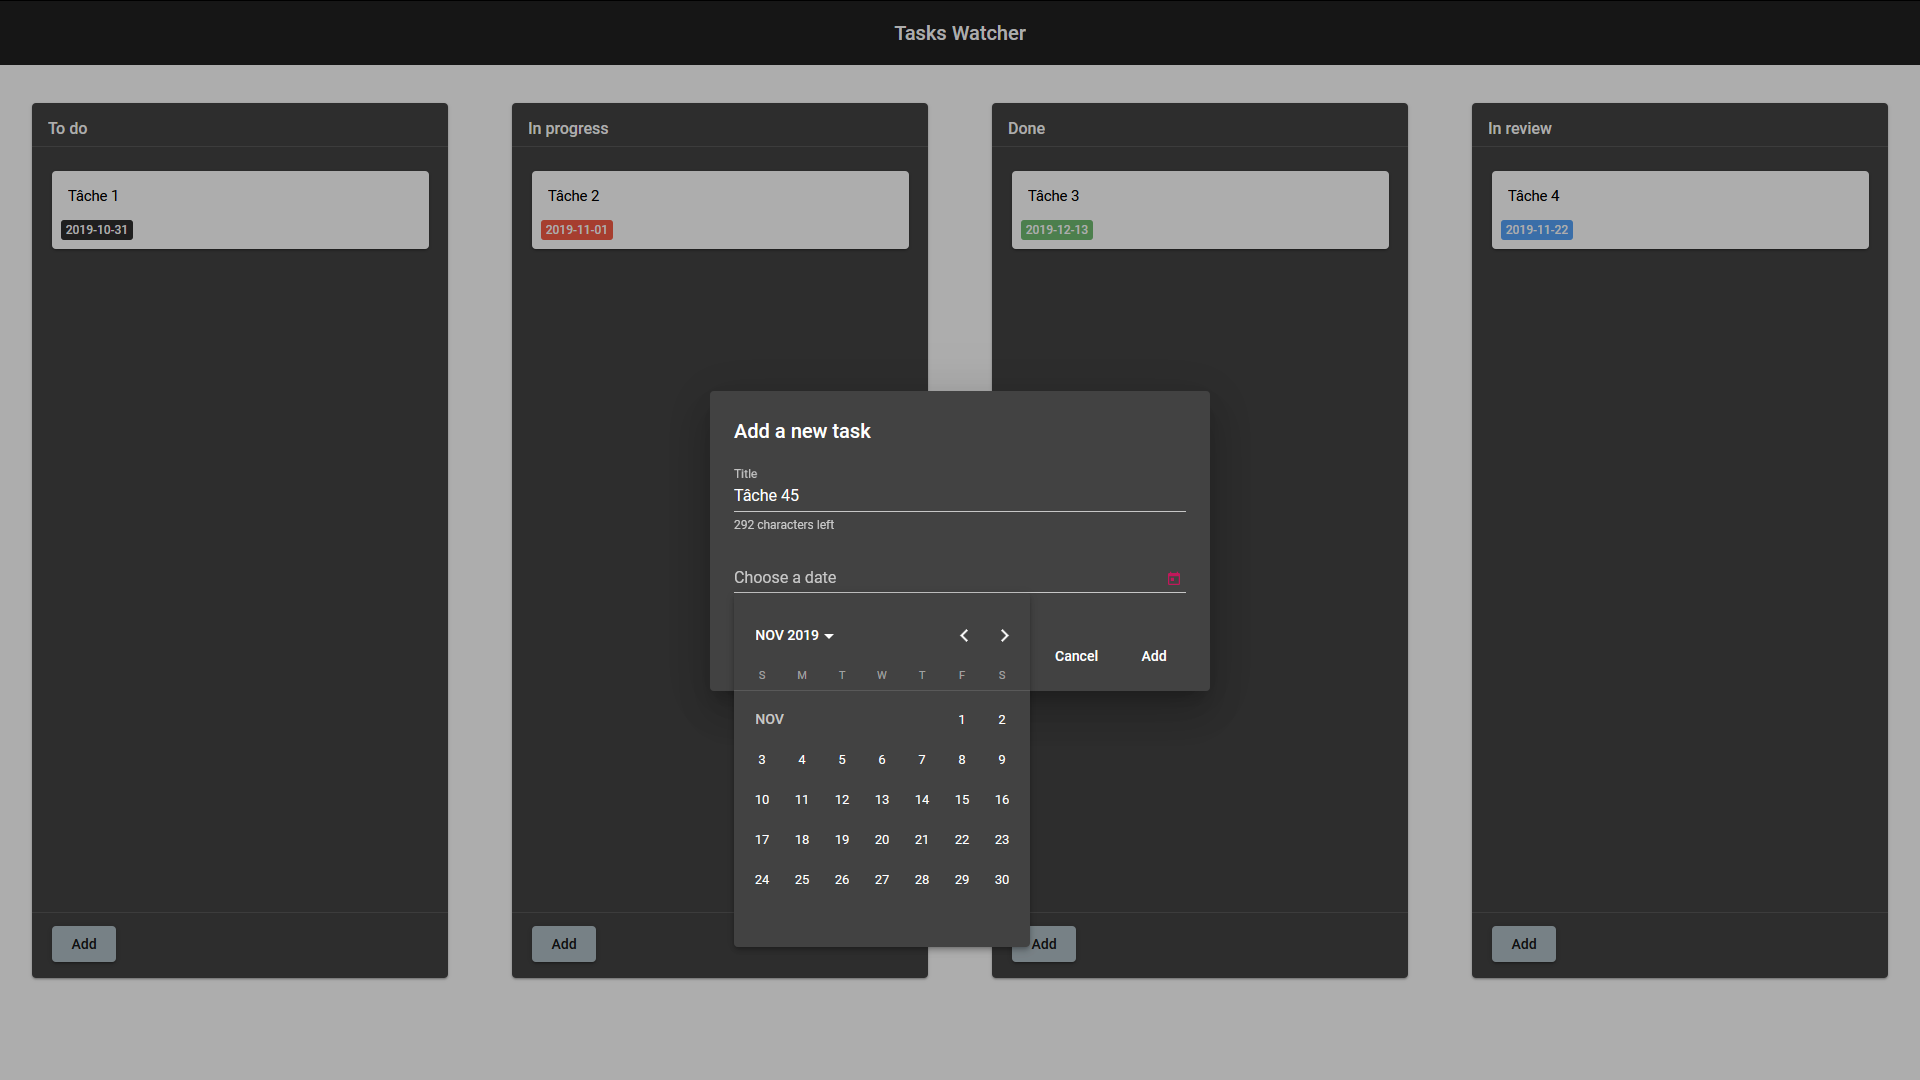 Tasks Watcher
To do
Tâche 1
2019-10-31
Add
In progress
Tâche 2
2019-11-01
Add
Done
Tâche 3
2019-12-13
Add
In review
Tâche 4
2019-11-22
Add
Add a new task
Title
Tâche 45
292 characters left
Choose a date
NOV 2019
S M T W T F S
NOV 1 2
3 4 5 6 7 8 9
10 11 12 13 14 15 16
17 18 19 20 21 22 23
24 25 26 27 28 29 30
Cancel Add